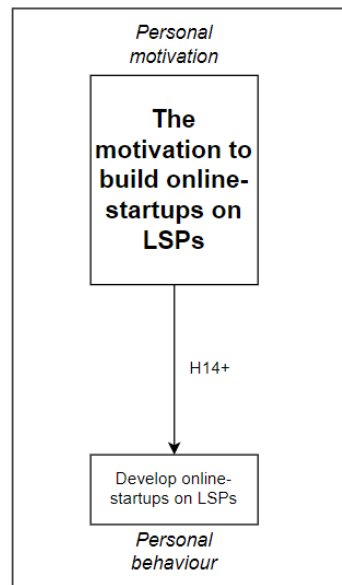 Personal
motivation
The
motivation to
build online-
startups on
LSPs
H14+
Develop online-
startups on LSPs
Personal
behaviour